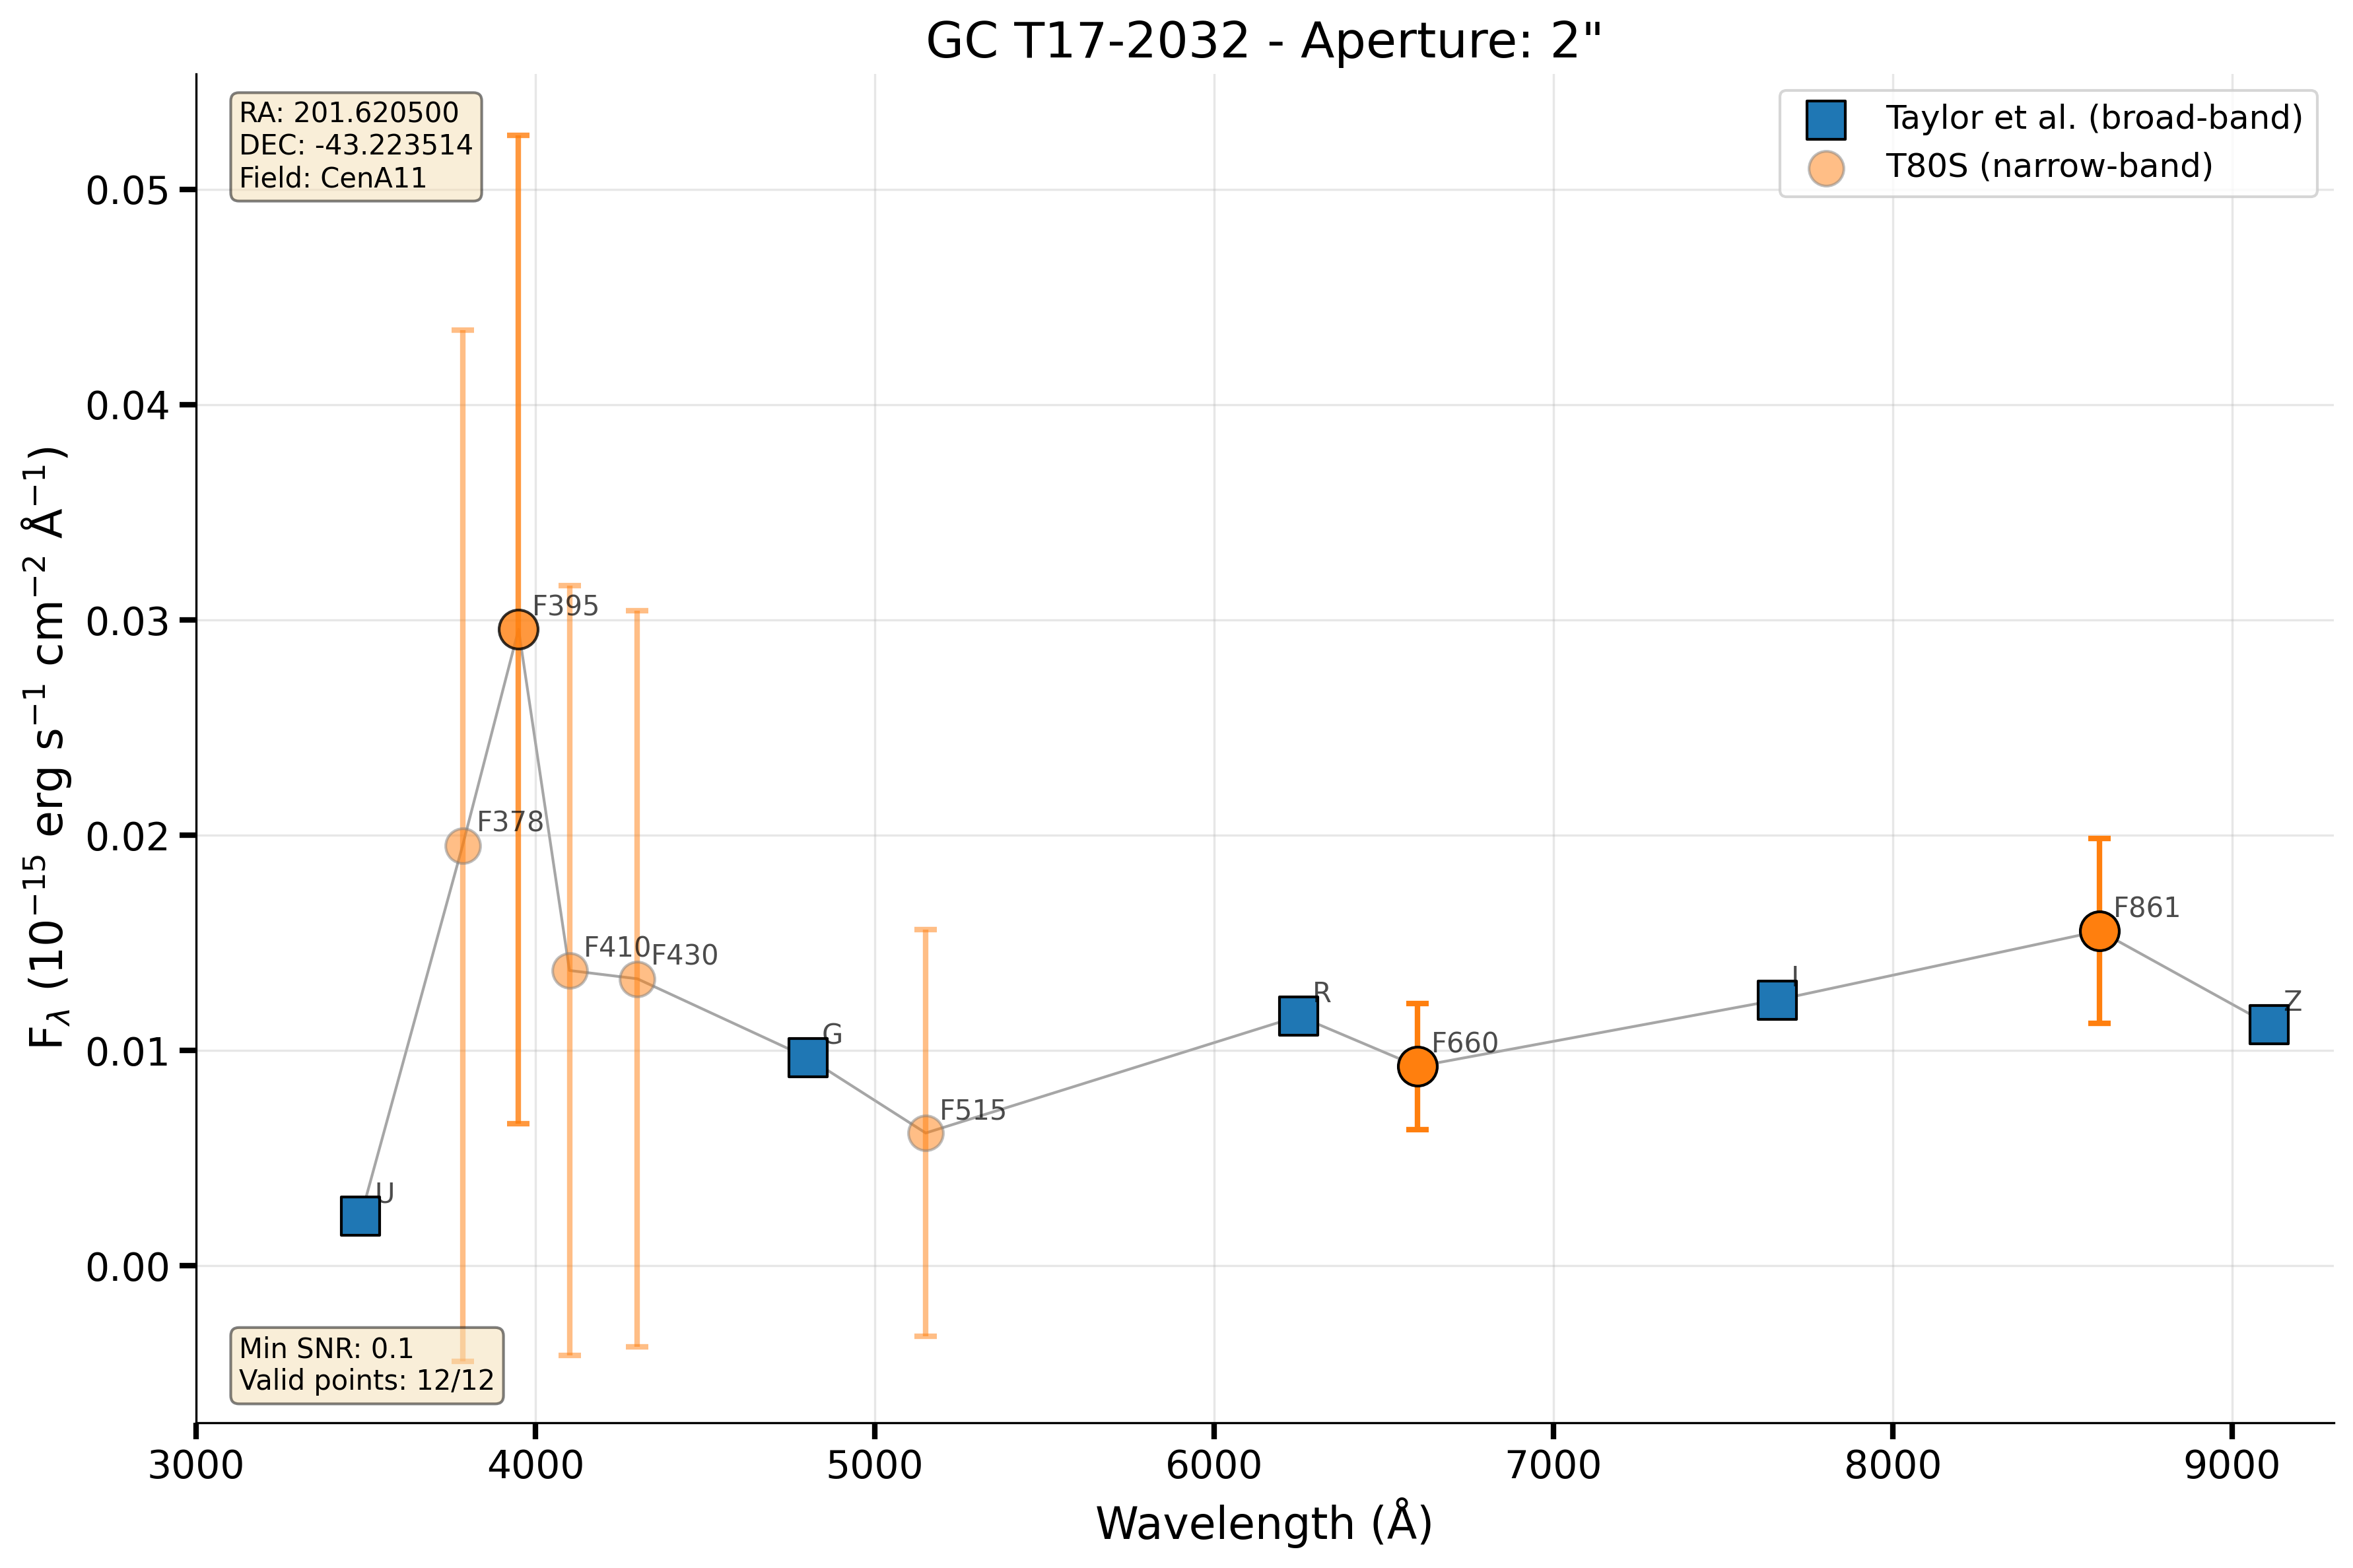 GC T17-2032 - Aperture: 2"
RA: 201.620500
DEC: -43.223514
Field: CenA11
Taylor et al. (broad-band)
T80S (narrow-band)
0.05
0.04
0.03
0.02
0.01
0.00
F_λ (10⁻¹⁵ erg s⁻¹ cm⁻² Å⁻¹)
F395
F378
F410
F430
G
F515
U
R
F660
I
F861
Z
Min SNR: 0.1
Valid points: 12/12
3000 4000 5000 6000 7000 8000 9000
Wavelength (Å)